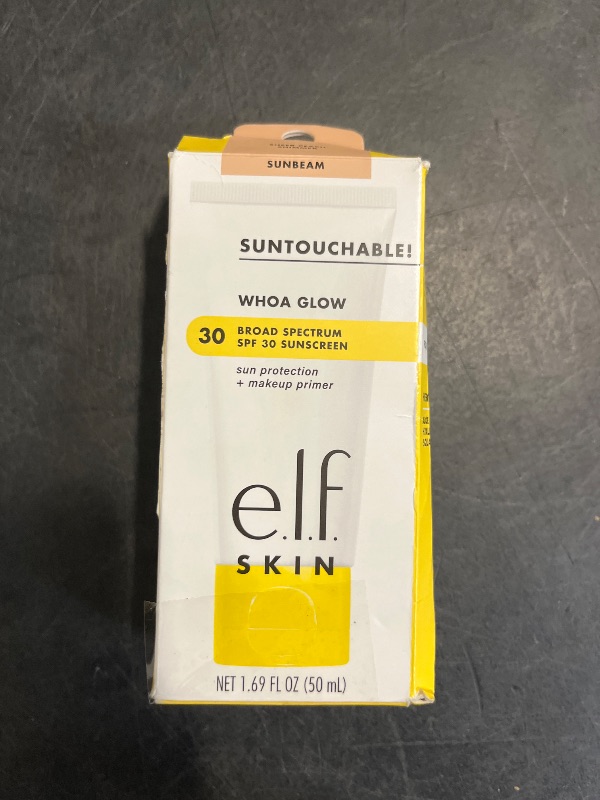 SUNBEAM
SUNTOUCHABLE!
WHOA GLOW
30 BROAD SPECTRUM
SPF 30 SUNSCREEN
sun protection
+ makeup primer
e.l.f.
SKIN
NET 1.69 FL OZ (50 mL)